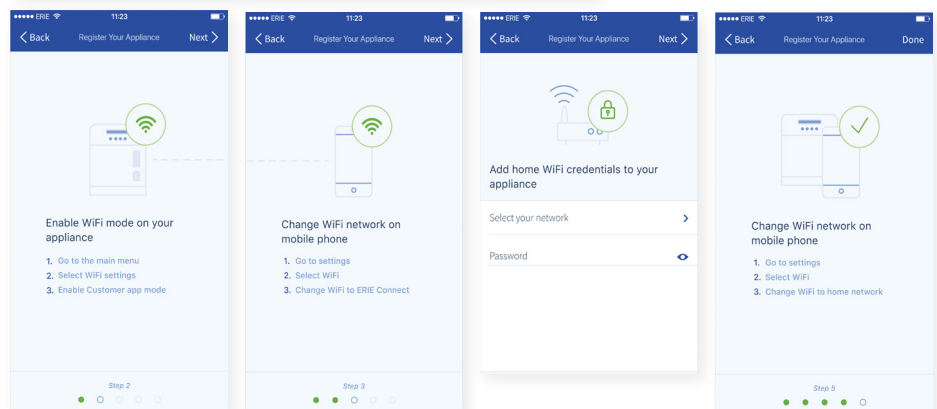 ERIE 11:23
Back Register Your Appliance Next
Enable WiFi mode on your
appliance
1. Go to the main menu
2. Select WiFi settings
3. Enable Customer app mode
Step 2
ERIE 11:23
Back Register Your Appliance Next
Change WiFi network on
mobile phone
1. Go to settings
2. Select WiFi
3. Change WiFi to ERIE Connect
Step 3
ERIE 11:23
Back Register Your Appliance Next
Add home WiFi credentials to your
appliance
Select your network
Password
ERIE 11:23
Back Register Your Appliance Done
Change WiFi network on
mobile phone
1. Go to settings
2. Select WiFi
3. Change WiFi to home network
Step 5